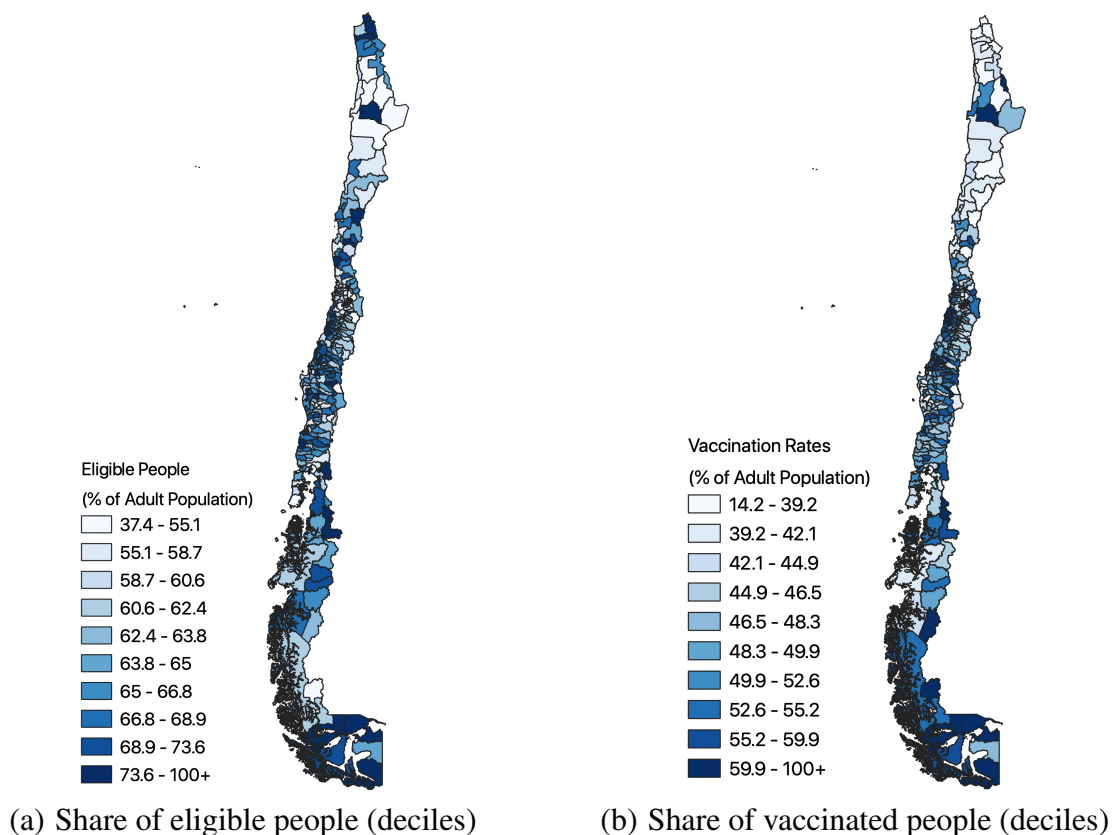 Eligible People
(% of Adult Population)
37.4 - 55.1
55.1 - 58.7
58.7 - 60.6
60.6 - 62.4
62.4 - 63.8
63.8 - 65
65 - 66.8
66.8 - 68.9
68.9 - 73.6
73.6 - 100+
(a) Share of eligible people (deciles)
Vaccination Rates
(% of Adult Population)
14.2 - 39.2
39.2 - 42.1
42.1 - 44.9
44.9 - 46.5
46.5 - 48.3
48.3 - 49.9
49.9 - 52.6
52.6 - 55.2
55.2 - 59.9
59.9 - 100+
(b) Share of vaccinated people (deciles)